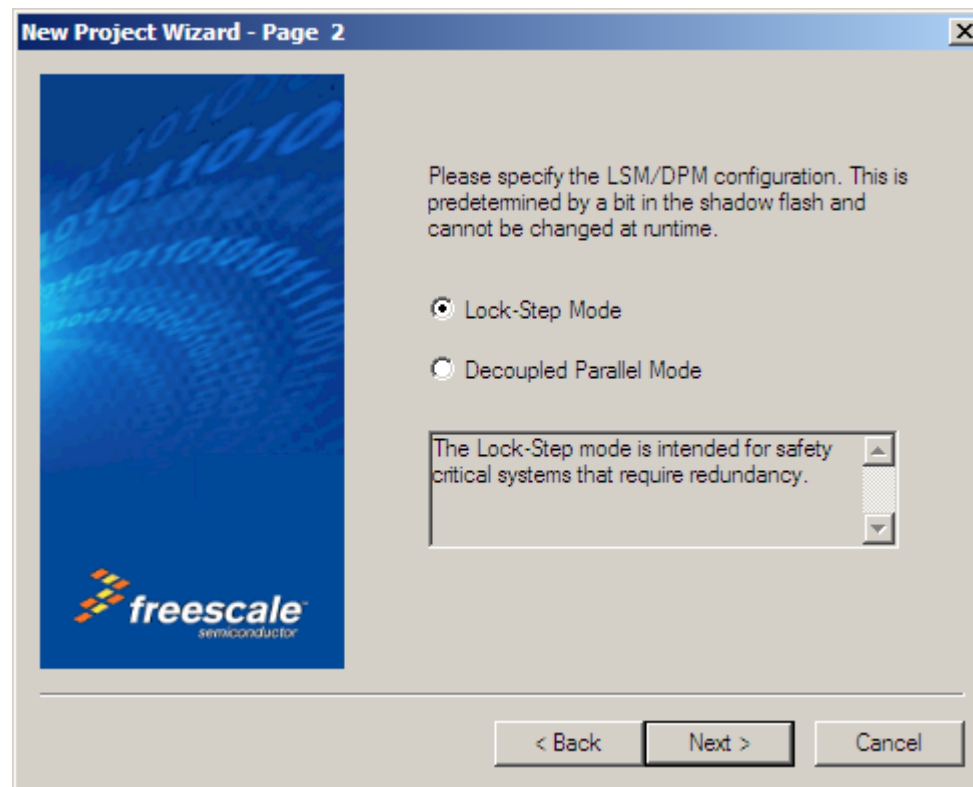 New Project Wizard - Page 2
Please specify the LSM/DPM configuration. This is
predetermined by a bit in the shadow flash and
cannot be changed at runtime.
Lock-Step Mode
Decoupled Parallel Mode
The Lock-Step mode is intended for safety
critical systems that require redundancy.
freescale
semiconductor
< Back
Next >
Cancel